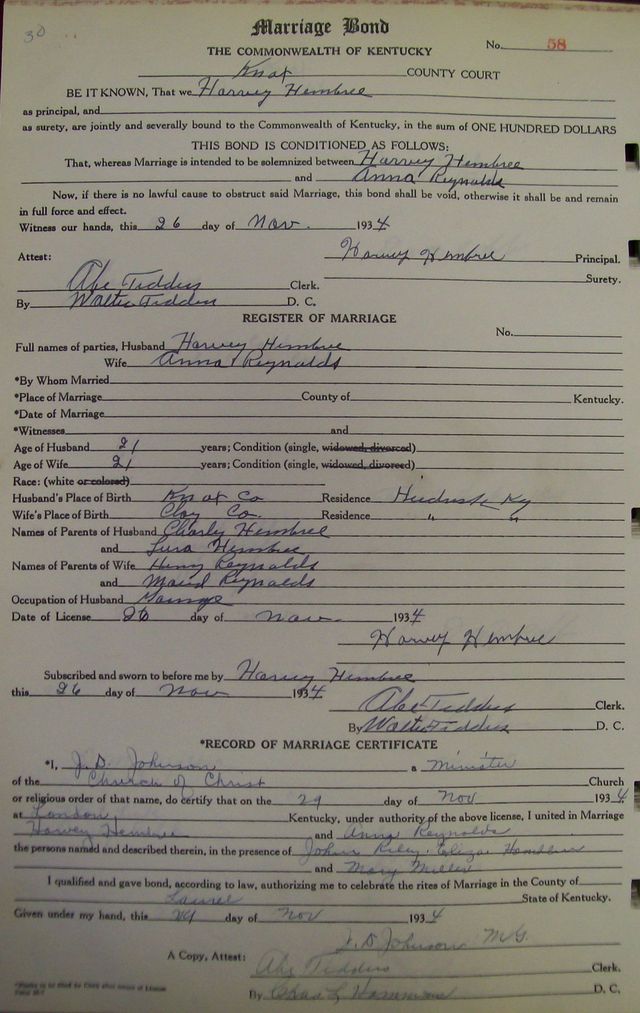 30
Marriage Bond
THE COMMONWEALTH OF KENTUCKY
No. 58
Knox COUNTY COURT
BE IT KNOWN, That we Harvey Hembree
as principal, and
as surety, are jointly and severally bound to the Commonwealth of Kentucky, in the sum of ONE HUNDRED DOLLARS
THIS BOND IS CONDITIONED AS FOLLOWS:
That, whereas Marriage is intended to be solemnized between Harvey Hembree
and Anna Reynolds
Now, if there is no lawful cause to obstruct said Marriage, this bond shall be void, otherwise it shall be and remain
in full force and effect.
Witness our hands, this 26 day of Nov. 1934
Harvey Hembree Principal.
Attest:
Surety.
Abe Tedders Clerk.
By Walter Tedders D. C.
REGISTER OF MARRIAGE
No.
Full names of parties, Husband Harvey Hembree
Wife Anna Reynolds
*By Whom Married
*Place of Marriage County of Kentucky.
*Date of Marriage
*Witnesses and
Age of Husband 21 years; Condition (single, widowed, divorced)
Age of Wife 21 years; Condition (single, widowed, divorced)
Race: (white or colored)
Husband's Place of Birth Knox Co Residence Ky
Wife's Place of Birth Clay Co. Residence " "
Names of Parents of Husband Charly Hembree
and Lura Hembree
Names of Parents of Wife Henry Reynolds
and Maud Reynolds
Occupation of Husband
Date of License 26 day of Nov 1934
Harvey Hembree
Subscribed and sworn to before me by Harvey Hembree
this 26 day of Nov 1934
Abe Tedders Clerk.
By Walter Tedders D. C.
*RECORD OF MARRIAGE CERTIFICATE
*I, J. D. Johnson a Minister
of the Church of Christ Church
or religious order of that name, do certify that on the 29 day of Nov 1934
at London, Kentucky, under authority of the above license, I united in Marriage
Harvey Hembree and Anna Reynolds
the persons named and described therein, in the presence of John Riley, Eliza
and Mary Miller
I qualified and gave bond, according to law, authorizing me to celebrate the rites of Marriage in the County of
Laurel State of Kentucky.
Given under my hand, this 29 day of Nov 1934
J. D. Johnson M.G.
A Copy, Attest:
Abe Tedders Clerk.
By Chas L Hammons D. C.